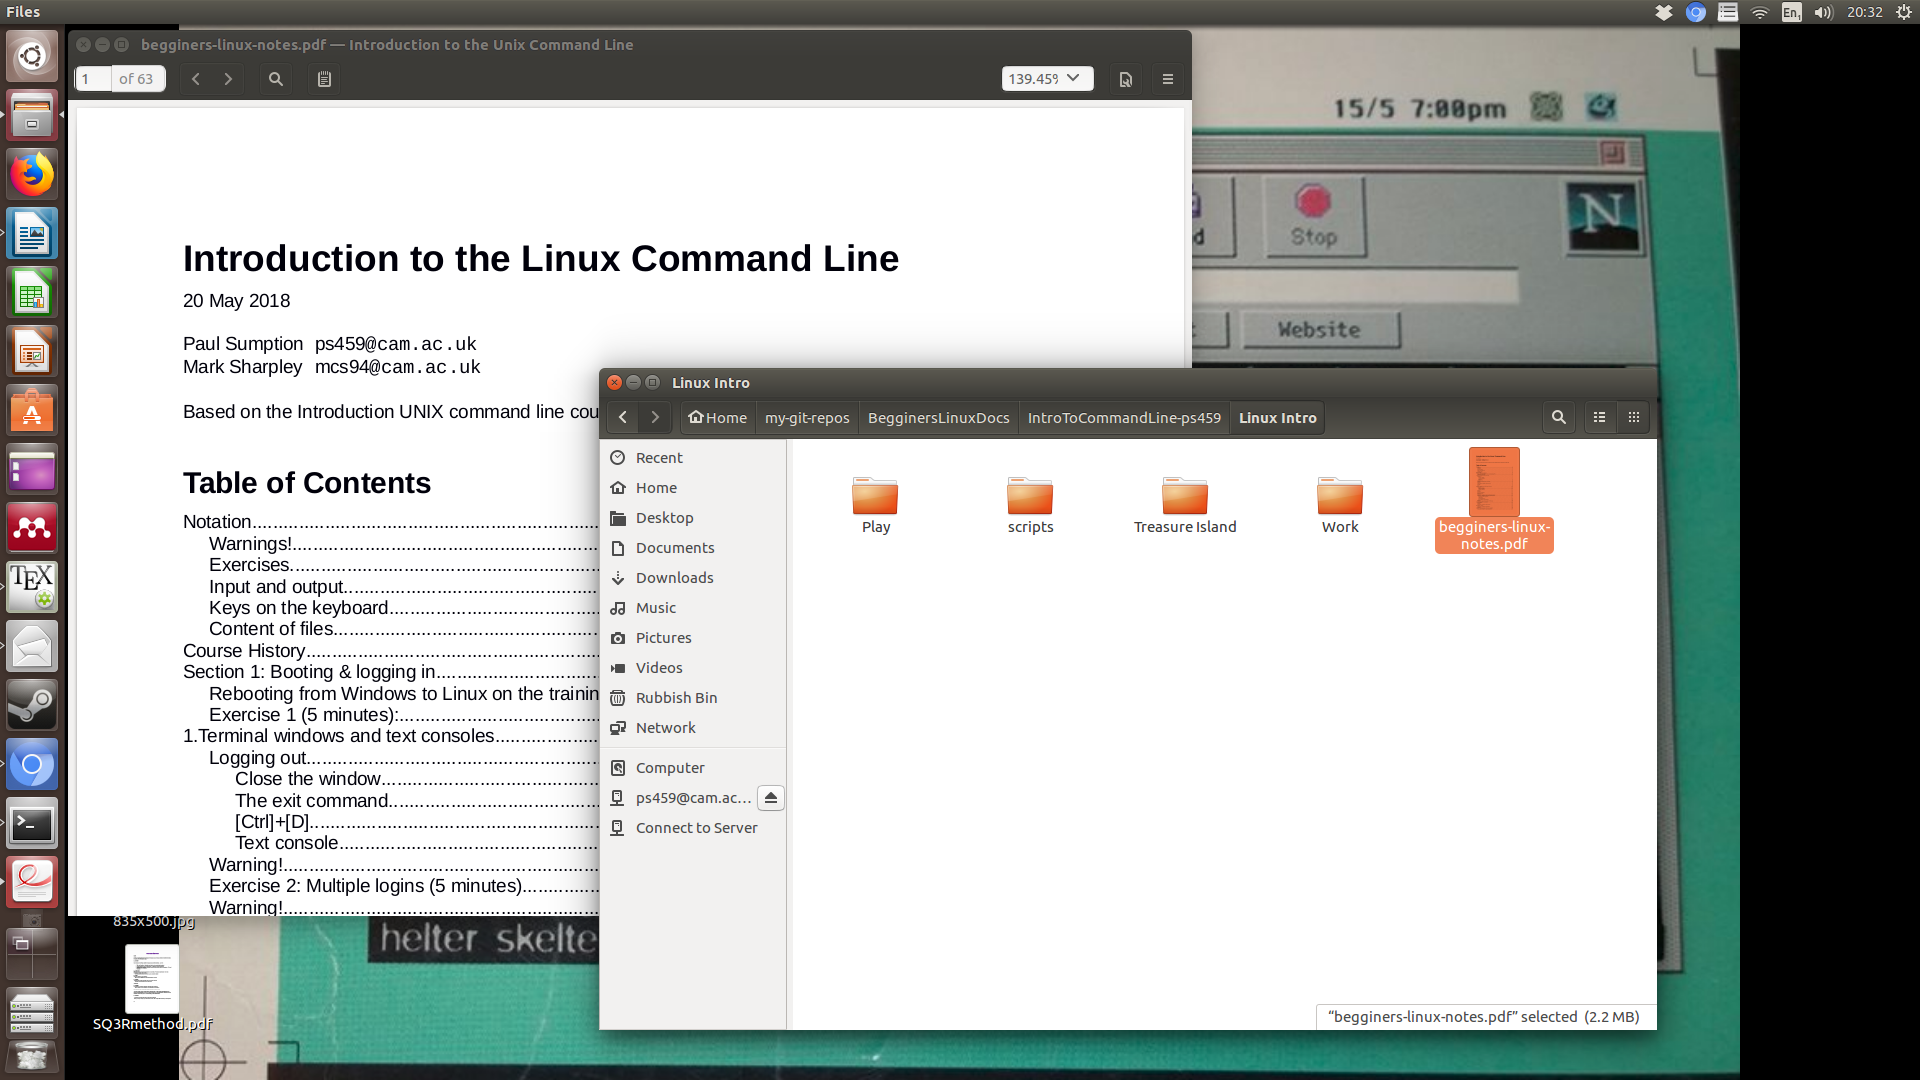 Files
En1
20:32
begginers-linux-notes.pdf — Introduction to the Unix Command Line
1 of 63
139.45%
Introduction to the Linux Command Line
20 May 2018
Paul Sumption ps459@cam.ac.uk
Mark Sharpley mcs94@cam.ac.uk
Based on the Introduction UNIX command line cou
Table of Contents
Notation
Warnings!
Exercises
Input and output
Keys on the keyboard
Content of files
Course History
Section 1: Booting & logging in
Rebooting from Windows to Linux on the trainin
Exercise 1 (5 minutes):
1.Terminal windows and text consoles
Logging out
Close the window
The exit command
[Ctrl]+[D]
Text console
Warning!
Exercise 2: Multiple logins (5 minutes)
Warning!
15/5 7:00pm
d
Stop
N
Website
Linux Intro
Home my-git-repos BegginersLinuxDocs IntroToCommandLine-ps459 Linux Intro
Recent
Home
Desktop
Documents
Downloads
Music
Pictures
Videos
Rubbish Bin
Network
Computer
ps459@cam.ac...
Connect to Server
Play
scripts
Treasure Island
Work
begginers-linux-
notes.pdf
“begginers-linux-notes.pdf” selected (2.2 MB)
TEX
835x500.jpg
SQ3Rmethod.pdf
helter skelte